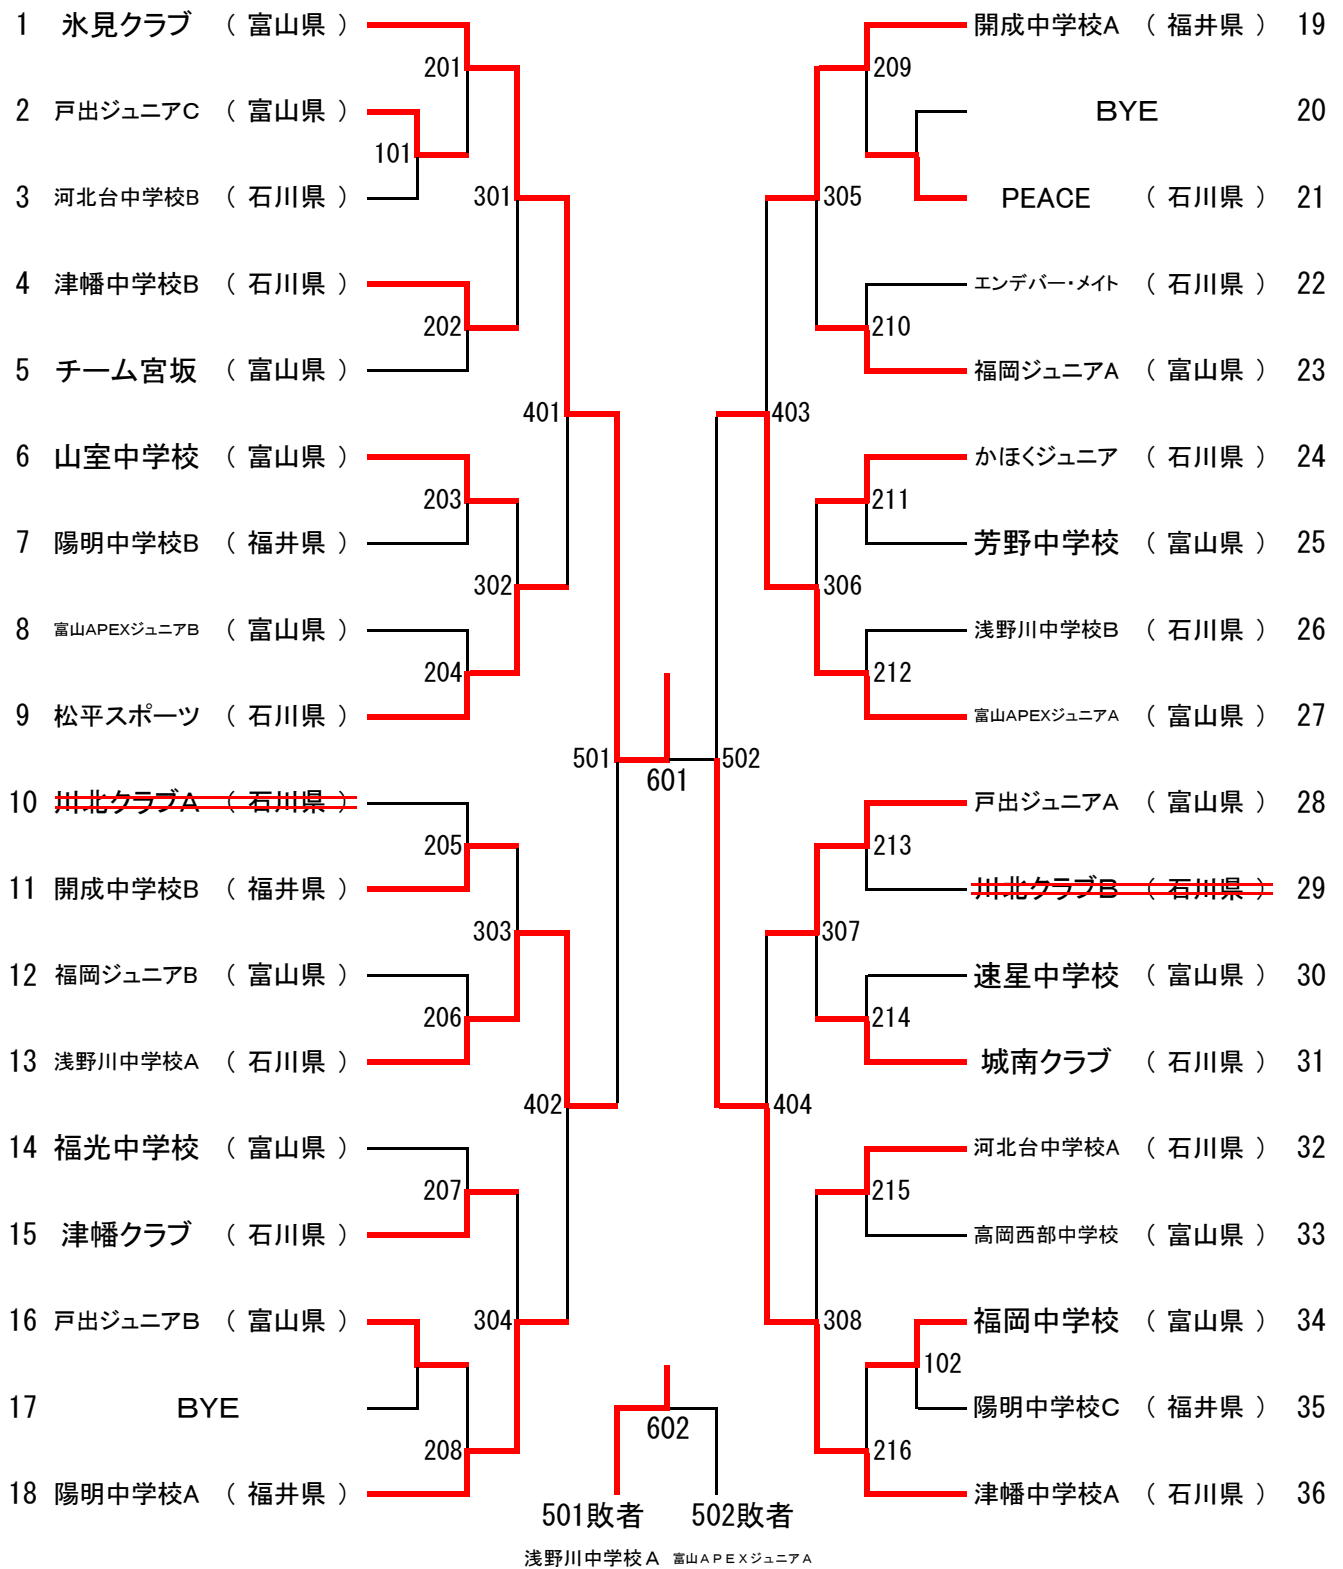 1 氷見クラブ （ 富山県 ）
2 戸出ジュニアC （ 富山県 ）
3 河北台中学校B （ 石川県 ）
4 津幡中学校B （ 石川県 ）
5 チーム宮坂 （ 富山県 ）
6 山室中学校 （ 富山県 ）
7 陽明中学校B （ 福井県 ）
8 富山APEXジュニアB （ 富山県 ）
9 松平スポーツ （ 石川県 ）
10 川北クラブA （ 石川県 ）
11 開成中学校B （ 福井県 ）
12 福岡ジュニアB （ 富山県 ）
13 浅野川中学校A （ 石川県 ）
14 福光中学校 （ 富山県 ）
15 津幡クラブ （ 石川県 ）
16 戸出ジュニアB （ 富山県 ）
17 BYE
18 陽明中学校A （ 福井県 ）
101
201
202
203
204
205
206
207
208
301
302
303
304
401
402
501
601
602
501敗者 502敗者
浅野川中学校A 富山APEXジュニアA
502
403
404
305
306
307
308
209
210
211
212
213
214
215
216
102
開成中学校A （ 福井県 ） 19
BYE 20
PEACE （ 石川県 ） 21
エンデバー・メイト （ 石川県 ） 22
福岡ジュニアA （ 富山県 ） 23
かほくジュニア （ 石川県 ） 24
芳野中学校 （ 富山県 ） 25
浅野川中学校B （ 石川県 ） 26
富山APEXジュニアA （ 富山県 ） 27
戸出ジュニアA （ 富山県 ） 28
川北クラブB （ 石川県 ） 29
速星中学校 （ 富山県 ） 30
城南クラブ （ 石川県 ） 31
河北台中学校A （ 石川県 ） 32
高岡西部中学校 （ 富山県 ） 33
福岡中学校 （ 富山県 ） 34
陽明中学校C （ 福井県 ） 35
津幡中学校A （ 石川県 ） 36